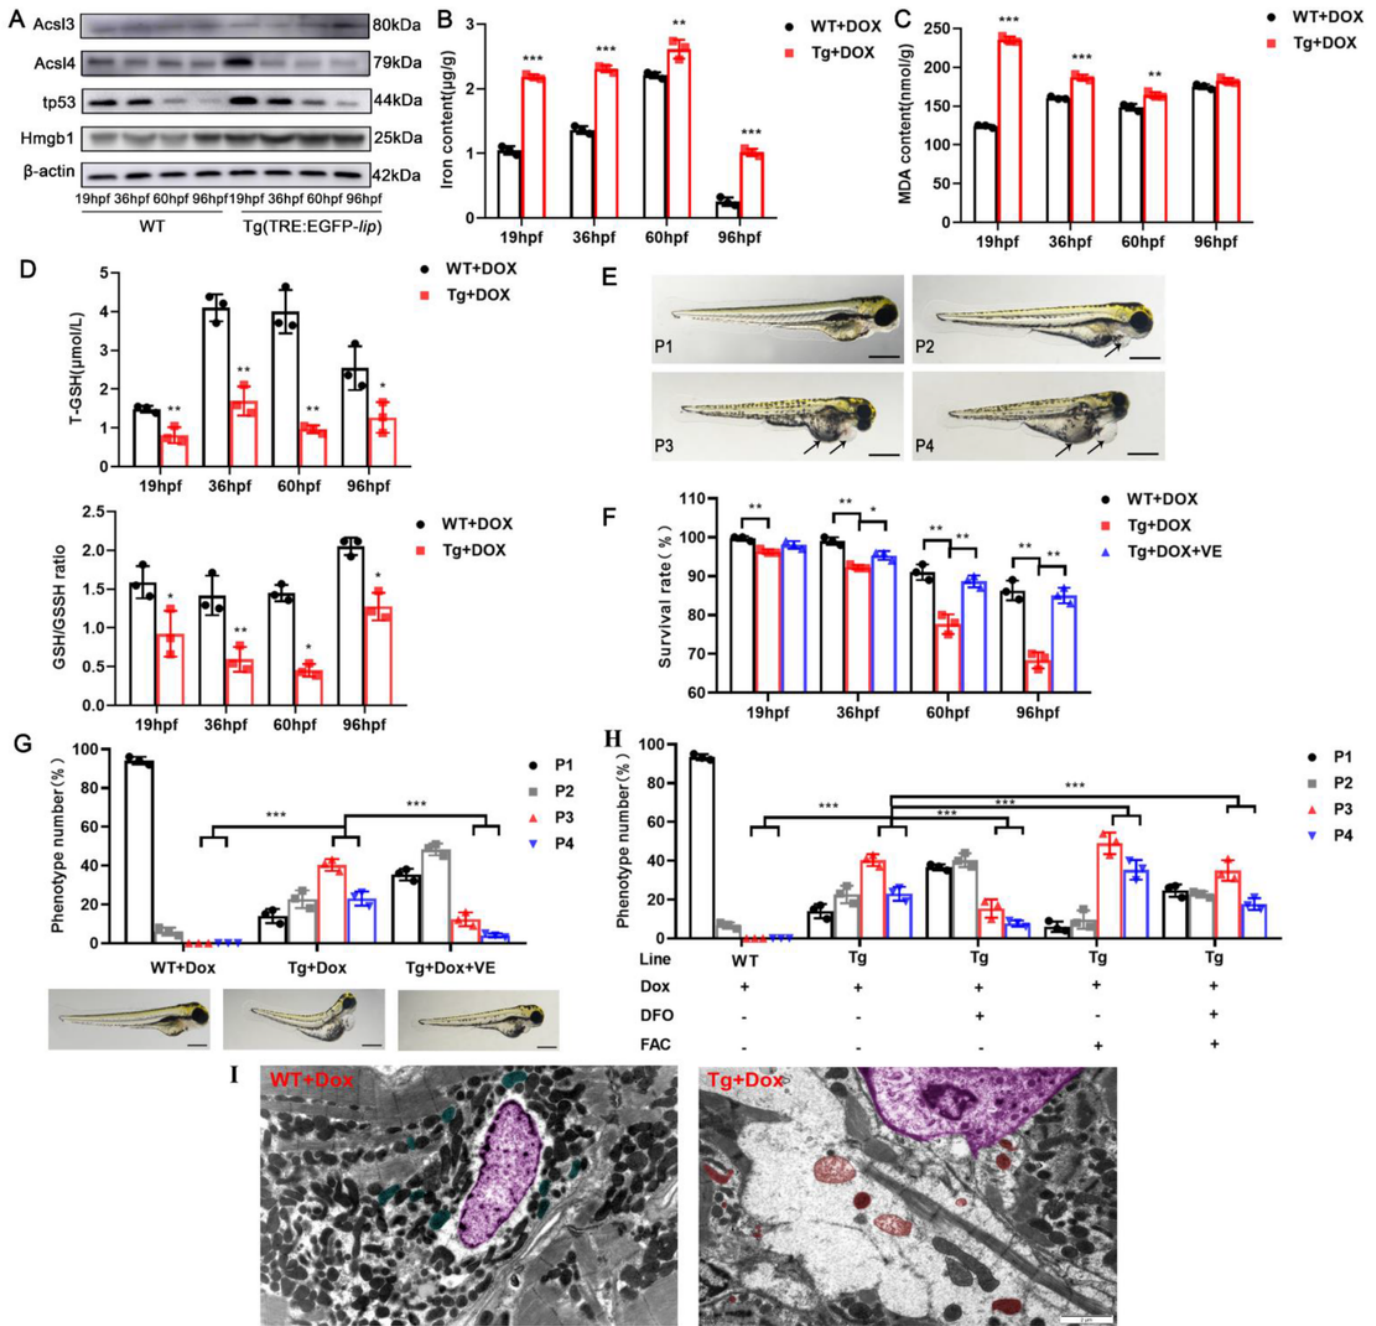 A
Acsl3
80kDa
Acsl4
79kDa
tp53
44kDa
Hmgb1
25kDa
β-actin
42kDa
19hpf 36hpf 60hpf 96hpf 19hpf 36hpf 60hpf 96hpf
WT
Tg(TRE:EGFP-lip)
B
Iron content(μg/g)
3
2
1
0
***
***
**
***
19hpf
36hpf
60hpf
96hpf
WT+DOX
Tg+DOX
C
MDA content(nmol/g)
250
200
150
100
50
0
***
***
**
19hpf
36hpf
60hpf
96hpf
WT+DOX
Tg+DOX
D
T-GSH(μmol/L)
5
4
3
2
1
0
**
**
**
*
19hpf
36hpf
60hpf
96hpf
WT+DOX
Tg+DOX
GSH/GSSH ratio
2.5
2.0
1.5
1.0
0.5
0.0
*
**
*
*
19hpf
36hpf
60hpf
96hpf
WT+DOX
Tg+DOX
E
P1
P2
P3
P4
F
Survival rate(%)
110
100
90
80
70
60
**
**
*
**
**
**
**
19hpf
36hpf
60hpf
96hpf
WT+DOX
Tg+DOX
Tg+DOX+VE
G
Phenotype number(%)
100
80
60
40
20
0
***
***
WT+Dox
Tg+Dox
Tg+Dox+VE
P1
P2
P3
P4
H
Phenotype number(%)
100
80
60
40
20
0
***
***
***
***
P1
P2
P3
P4
Line WT Tg Tg Tg Tg
Dox + + + + +
DFO - - + - +
FAC - - - + +
I
WT+Dox
Tg+Dox